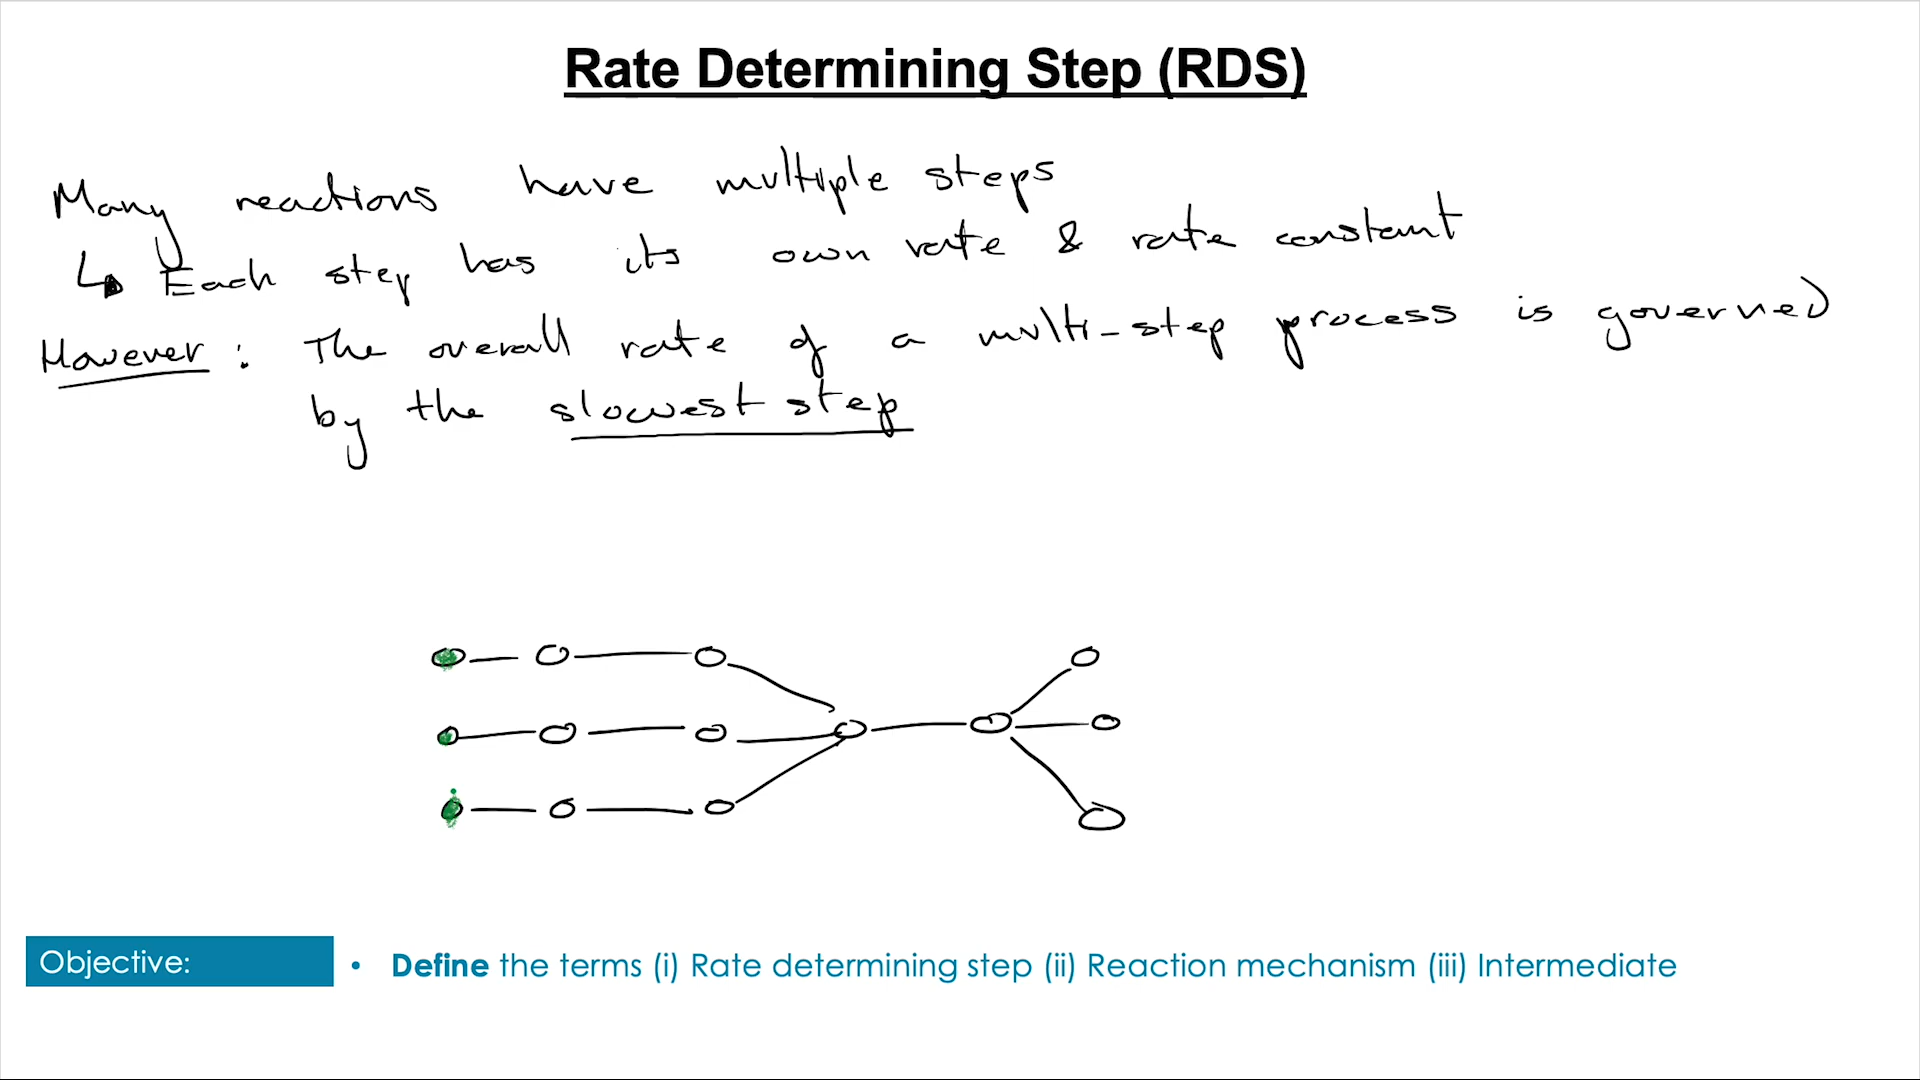 Rate Determining Step (RDS)
Many reactions have multiple steps
↳ Each step has its own rate & rate constant
However: The overall rate of a multi-step process is governed
by the slowest step
Objective:
• Define the terms (i) Rate determining step (ii) Reaction mechanism (iii) Intermediate